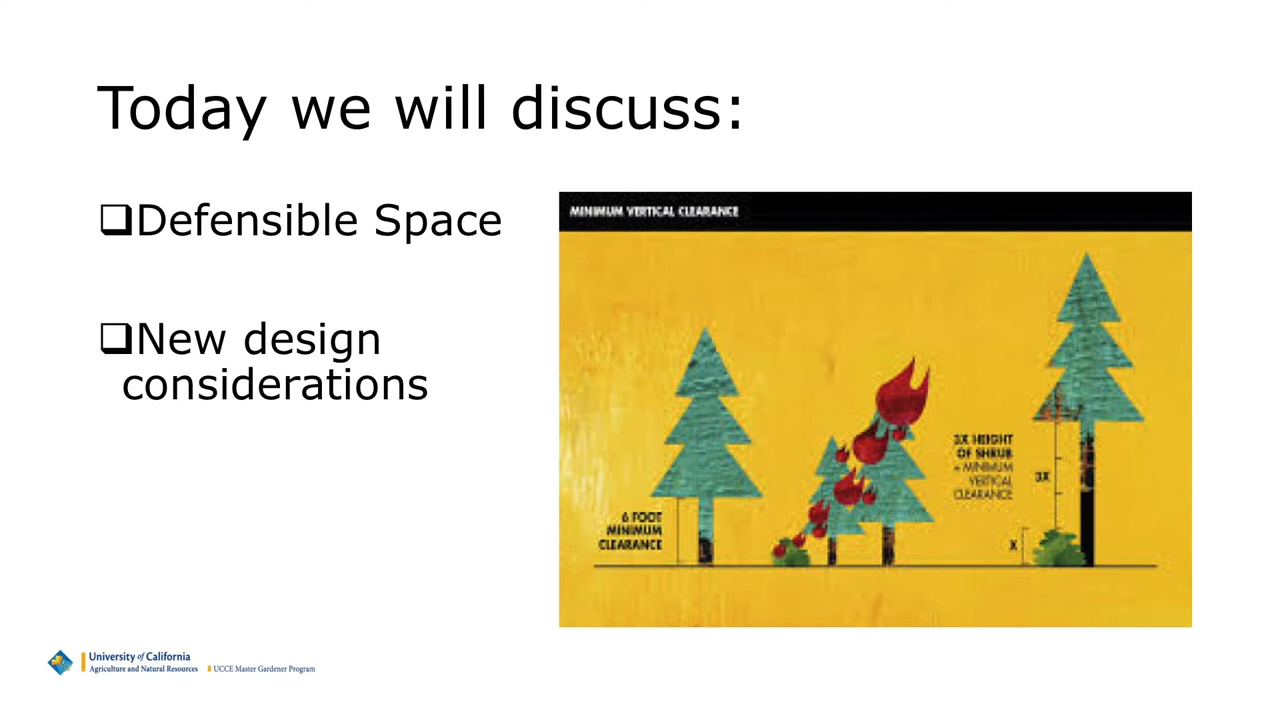 Today we will discuss:
❑Defensible Space
❑New design
considerations
MINIMUM VERTICAL CLEARANCE
6 FOOT
MINIMUM
CLEARANCE
3X HEIGHT
OF SHRUB
= MINIMUM
VERTICAL
CLEARANCE
3X
X
University of California
Agriculture and Natural Resources
UCCE Master Gardener Program